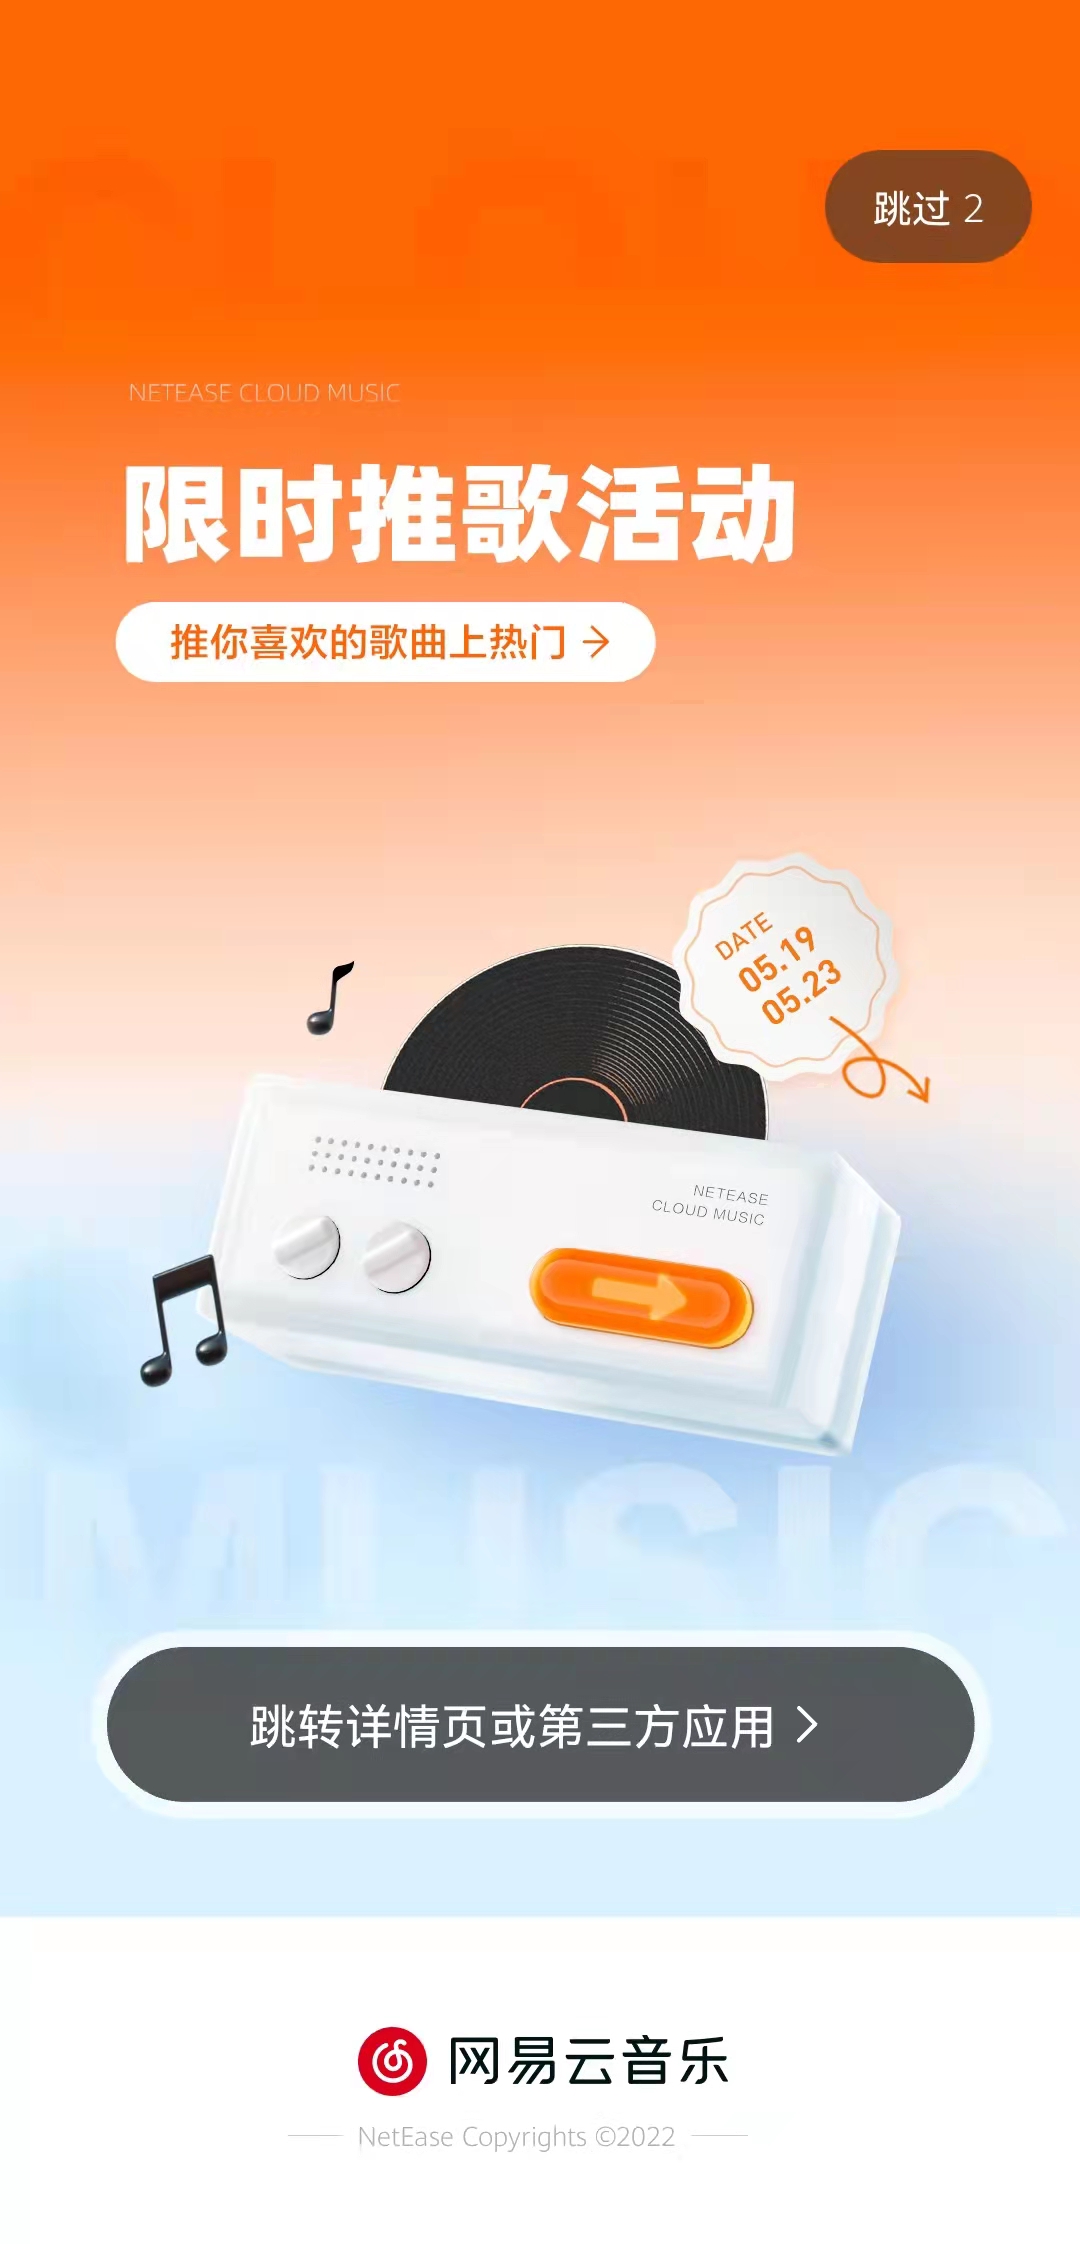 跳过 2
NETEASE CLOUD MUSIC
限时推歌活动
推你喜欢的歌曲上热门
DATE
05.19
05.23
NETEASE
CLOUD MUSIC
MUSIC
跳转详情页或第三方应用
网易云音乐
NetEase Copyrights ©2022